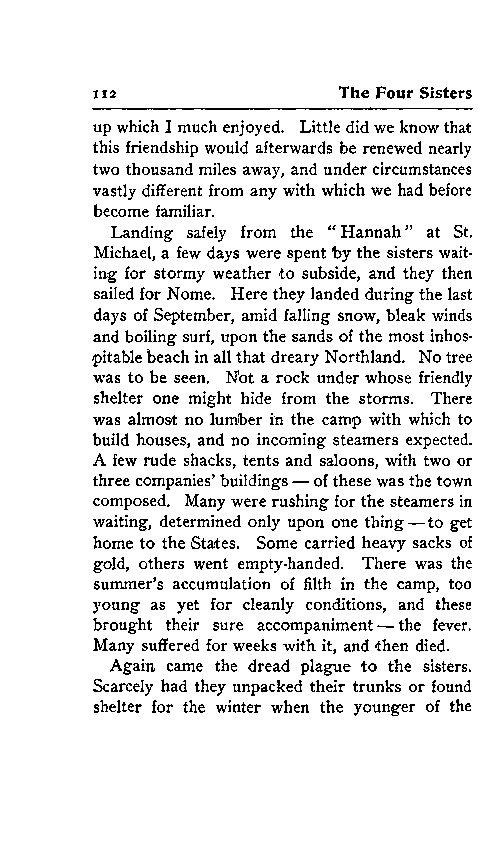 112 The Four Sisters
up which I much enjoyed. Little did we know that
this friendship would afterwards be renewed nearly
two thousand miles away, and under circumstances
vastly different from any with which we had before
become familiar.
Landing safely from the "Hannah" at St.
Michael, a few days were spent by the sisters wait-
ing for stormy weather to subside, and they then
sailed for Nome. Here they landed during the last
days of September, amid falling snow, bleak winds
and boiling surf, upon the sands of the most inhos-
pitable beach in all that dreary Northland. No tree
was to be seen. Not a rock under whose friendly
shelter one might hide from the storms. There
was almost no lumber in the camp with which to
build houses, and no incoming steamers expected.
A few rude shacks, tents and saloons, with two or
three companies' buildings — of these was the town
composed. Many were rushing for the steamers in
waiting, determined only upon one thing — to get
home to the States. Some carried heavy sacks of
gold, others went empty-handed. There was the
summer's accumulation of filth in the camp, too
young as yet for cleanly conditions, and these
brought their sure accompaniment — the fever.
Many suffered for weeks with it, and then died.
Again came the dread plague to the sisters.
Scarcely had they unpacked their trunks or found
shelter for the winter when the younger of the